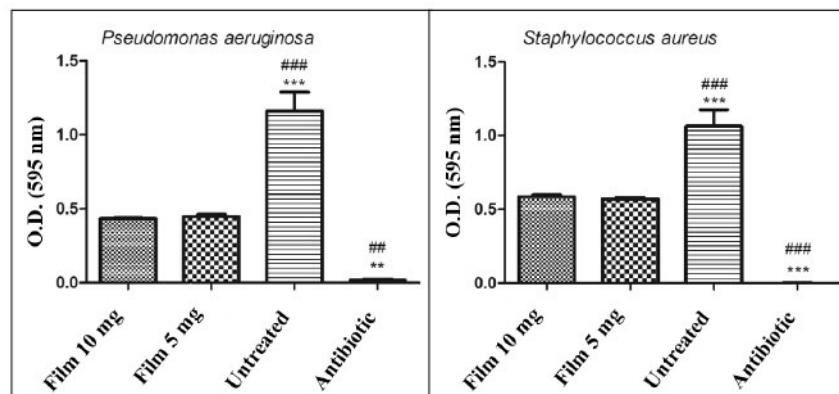 Pseudomonas aeruginosa
O.D. (595 nm)
1.5
1.0
0.5
0.0
###
***
##
**
Film 10 mg
Film 5 mg
Untreated
Antibiotic
Staphylococcus aureus
O.D. (595 nm)
1.5
1.0
0.5
0.0
###
***
###
***
Film 10 mg
Film 5 mg
Untreated
Antibiotic